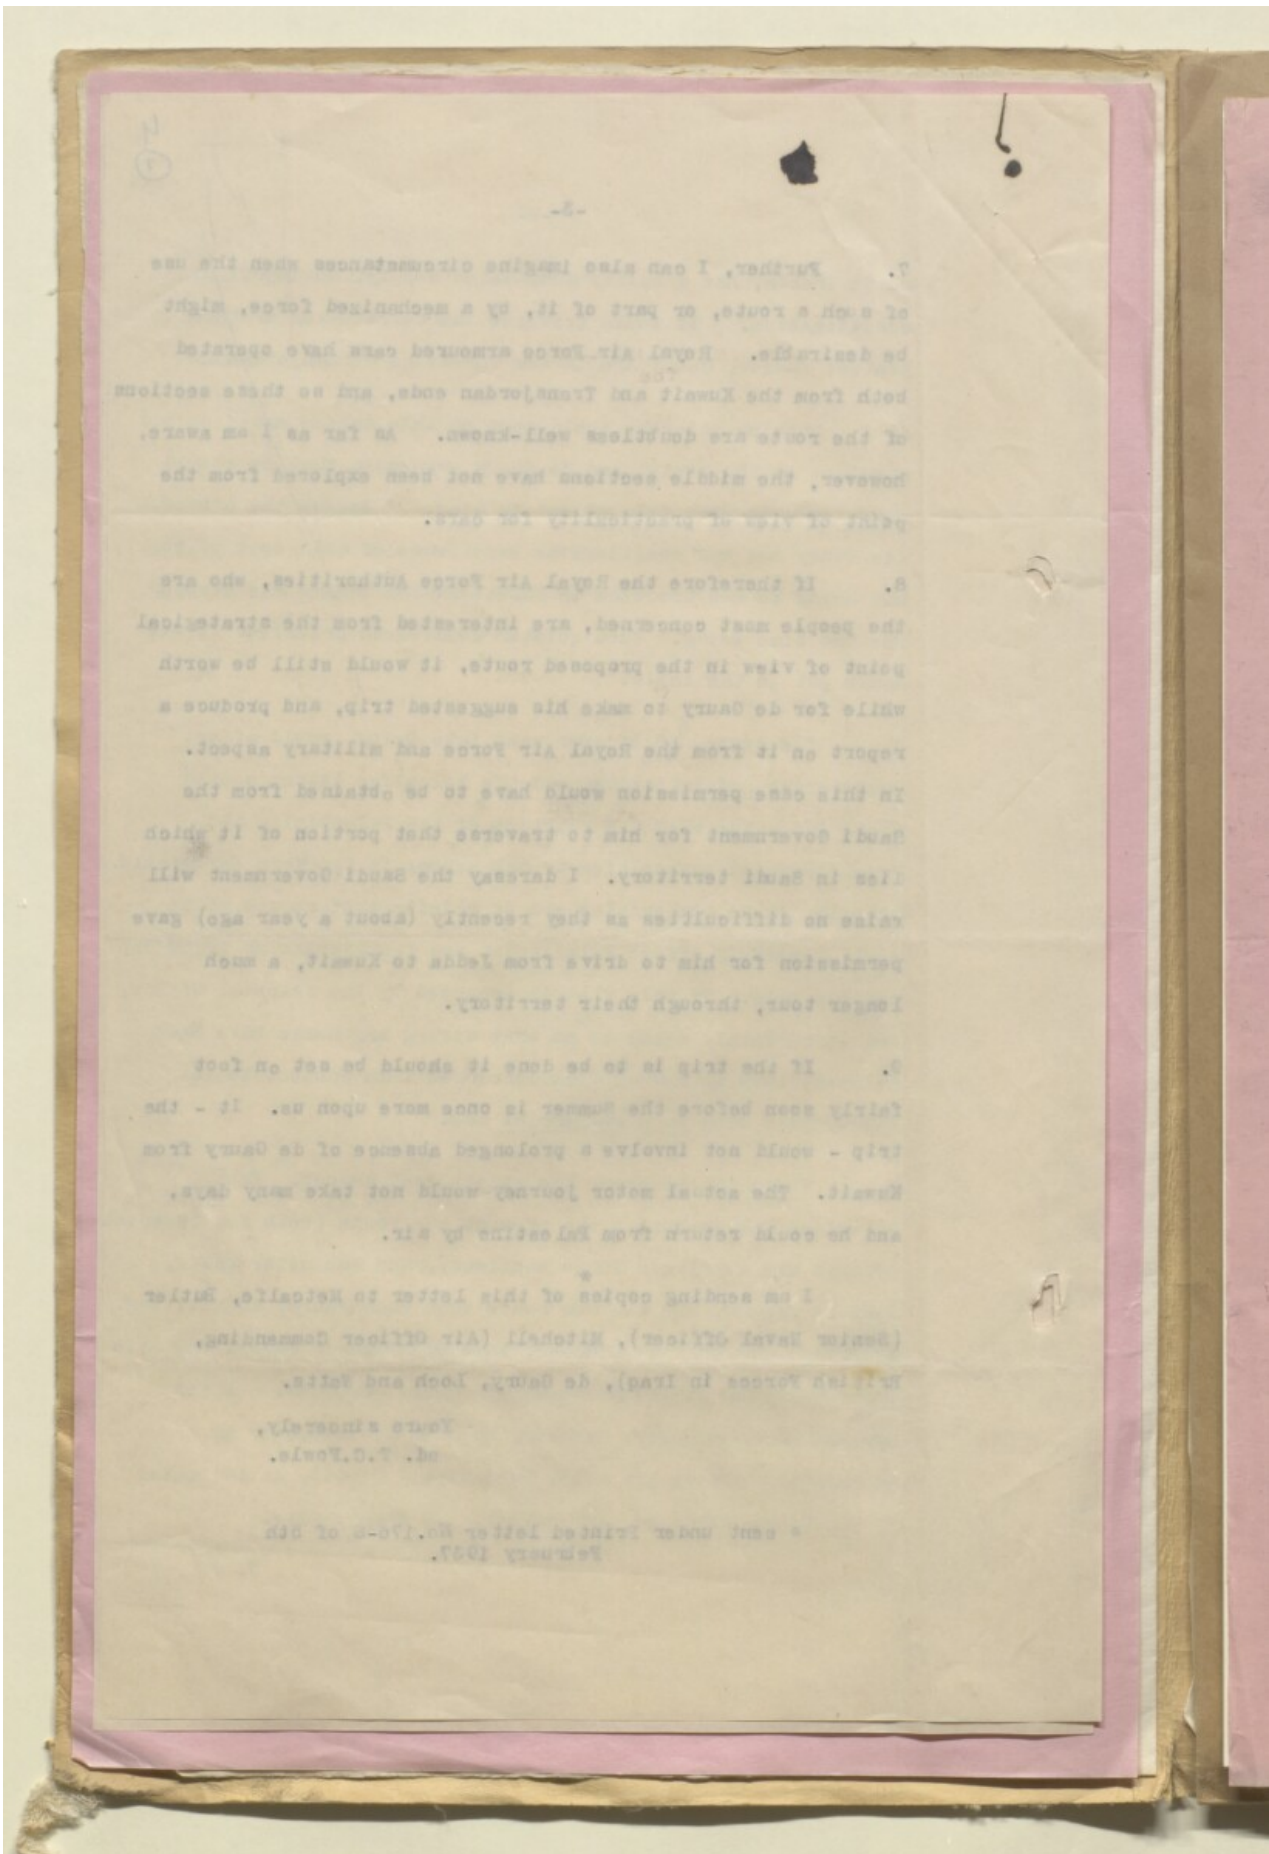 -3-
7. Further, I can also imagine circumstances when the use
of such a route, or part of it, by a mechanized force, might
be desirable. Royal Air Force armoured cars have operated
both from the Kuwait and the Transjordan ends, and so these sections
of the route are doubtless well-known. As far as I am aware,
however, the middle sections have not been explored from the
point of view of practicality for cars.
8. If therefore the Royal Air Force Authorities, who are
the people most concerned, are interested from the strategical
point of view in the proposed route, it would still be worth
while for de Gaury to make his suggested trip, and produce a
report on it from the Royal Air Force and military aspect.
In this case permission would have to be obtained from the
Saudi Government for him to traverse that portion of it which
lies in Saudi territory. I daresay the Saudi Government will
raise no difficulties as they recently (about a year ago) gave
permission for him to drive from Jedda to Kuwait, a much
longer tour, through their territory.
9. If the trip is to be done it should be set on foot
fairly soon before the Summer is once more upon us. It - the
trip - would not involve a prolonged absence of de Gaury from
Kuwait. The actual motor journey would not take many days,
and he could return from Palestine by air.
*
I am sending copies of this letter to Metcalfe, Butler
(Senior Naval Officer), Mitchell (Air Officer Commanding,
British Forces in Iraq), de Gaury, Loch and Watts.
Yours sincerely,
sd. T.C.Fowle.
* sent under Printed letter No. of 5th
February 1937.